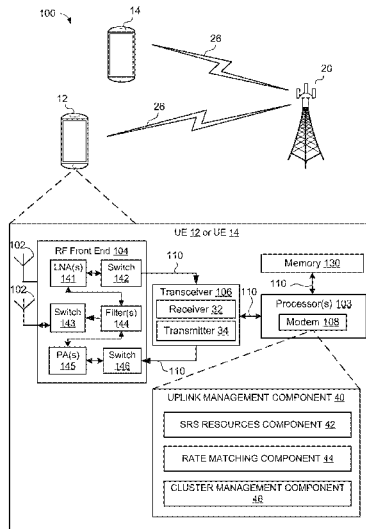 100
14
26
20
12
26
UE 12 or UE 14
102
RF Front End 104
LNA(s) 141
Switch 142
110
Memory 130
110
102
Transceiver 106
110
Processor(s) 103
Receiver 32
Modem 108
Switch 143
Filter(s) 144
Transmitter 34
PA(s) 145
Switch 146
110
UPLINK MANAGEMENT COMPONENT 40
SRS RESOURCES COMPONENT 42
RATE MATCHING COMPONENT 44
CLUSTER MANAGEMENT COMPONENT 46